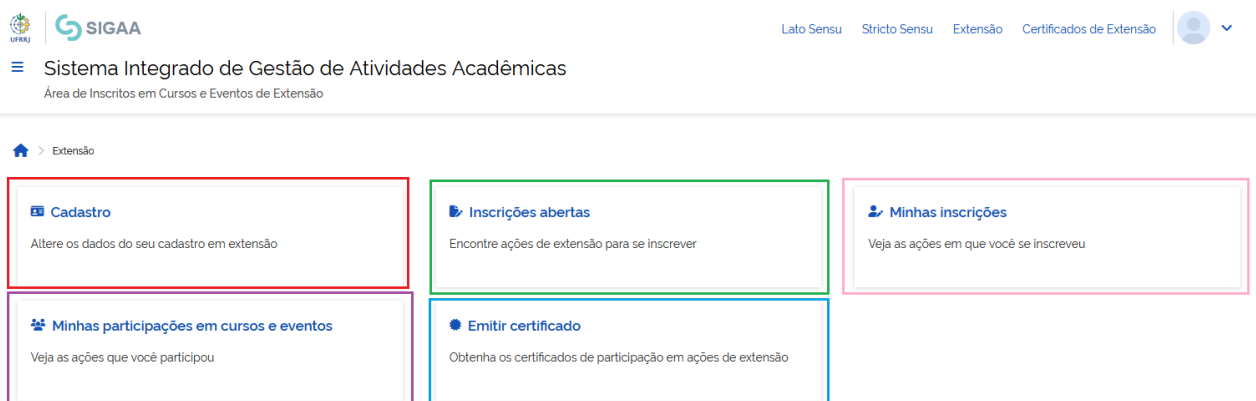 UFRRJ
SIGAA
Lato Sensu Stricto Sensu Extensão Certificados de Extensão
Sistema Integrado de Gestão de Atividades Acadêmicas
Área de Inscritos em Cursos e Eventos de Extensão
Extensão
Cadastro
Altere os dados do seu cadastro em extensão
Inscrições abertas
Encontre ações de extensão para se inscrever
Minhas inscrições
Veja as ações em que você se inscreveu
Minhas participações em cursos e eventos
Veja as ações que você participou
Emitir certificado
Obtenha os certificados de participação em ações de extensão